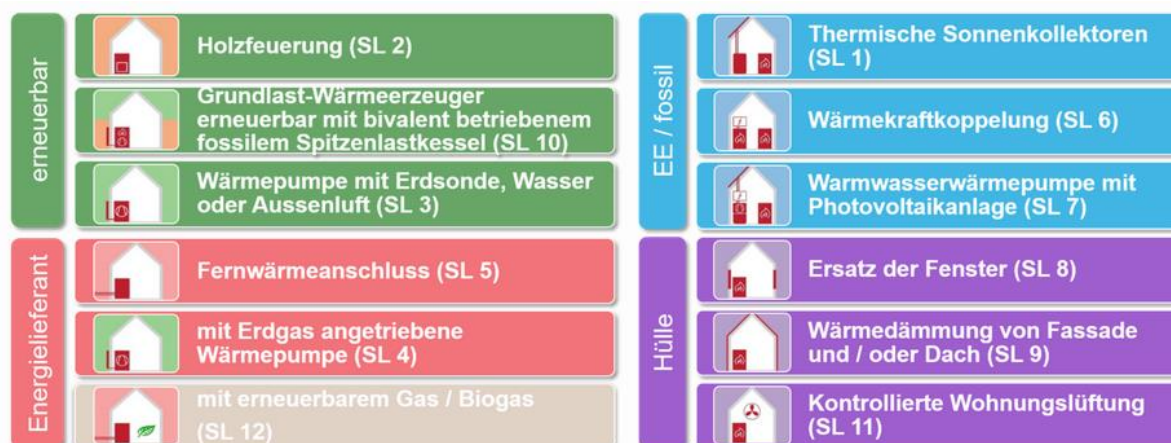 erneuerbar
Holzfeuerung (SL 2)
Grundlast-Wärmeerzeuger
erneuerbar mit bivalent betriebenem
fossilem Spitzenlastkessel (SL 10)
Wärmepumpe mit Erdsonde, Wasser
oder Aussenluft (SL 3)
Energielieferant
Fernwärmeanschluss (SL 5)
mit Erdgas angetriebene
Wärmepumpe (SL 4)
mit erneuerbarem Gas / Biogas
(SL 12)
EE / fossil
Thermische Sonnenkollektoren
(SL 1)
Wärmekraftkoppelung (SL 6)
Warmwasserwärmepumpe mit
Photovoltaikanlage (SL 7)
Hülle
Ersatz der Fenster (SL 8)
Wärmedämmung von Fassade
und / oder Dach (SL 9)
Kontrollierte Wohnungslüftung
(SL 11)